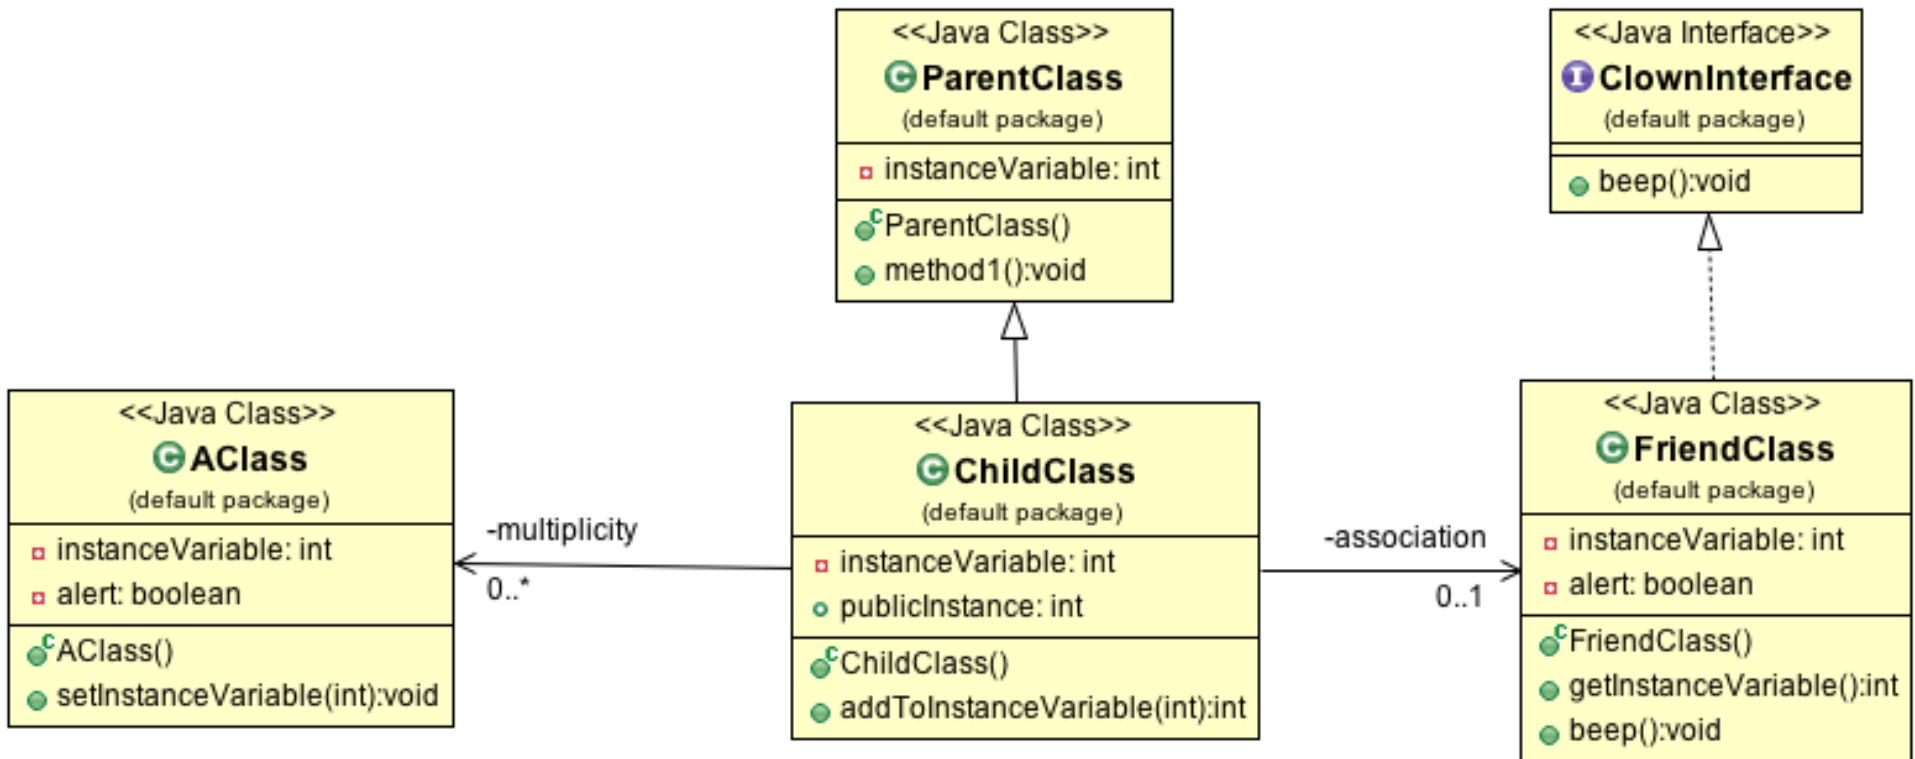 <<Java Class>>
ParentClass
(default package)
instanceVariable: int
ParentClass()
method1():void
<<Java Interface>>
ClownInterface
(default package)
beep():void
<<Java Class>>
AClass
(default package)
instanceVariable: int
alert: boolean
AClass()
setInstanceVariable(int):void
-multiplicity
0..*
<<Java Class>>
ChildClass
(default package)
instanceVariable: int
publicInstance: int
ChildClass()
addToInstanceVariable(int):int
-association
0..1
<<Java Class>>
FriendClass
(default package)
instanceVariable: int
alert: boolean
FriendClass()
getInstanceVariable():int
beep():void